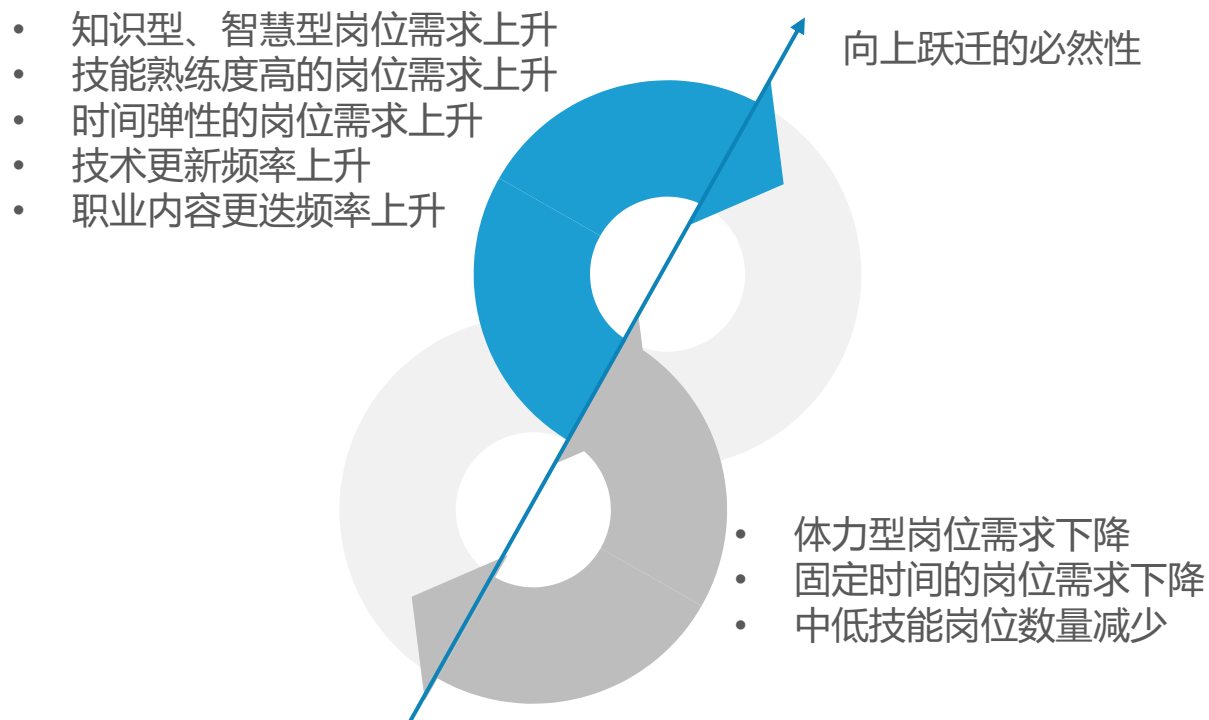 • 知识型、智慧型岗位需求上升
• 技能熟练度高的岗位需求上升
• 时间弹性的岗位需求上升
• 技术更新频率上升
• 职业内容更迭频率上升
向上跃迁的必然性
• 体力型岗位需求下降
• 固定时间的岗位需求下降
• 中低技能岗位数量减少